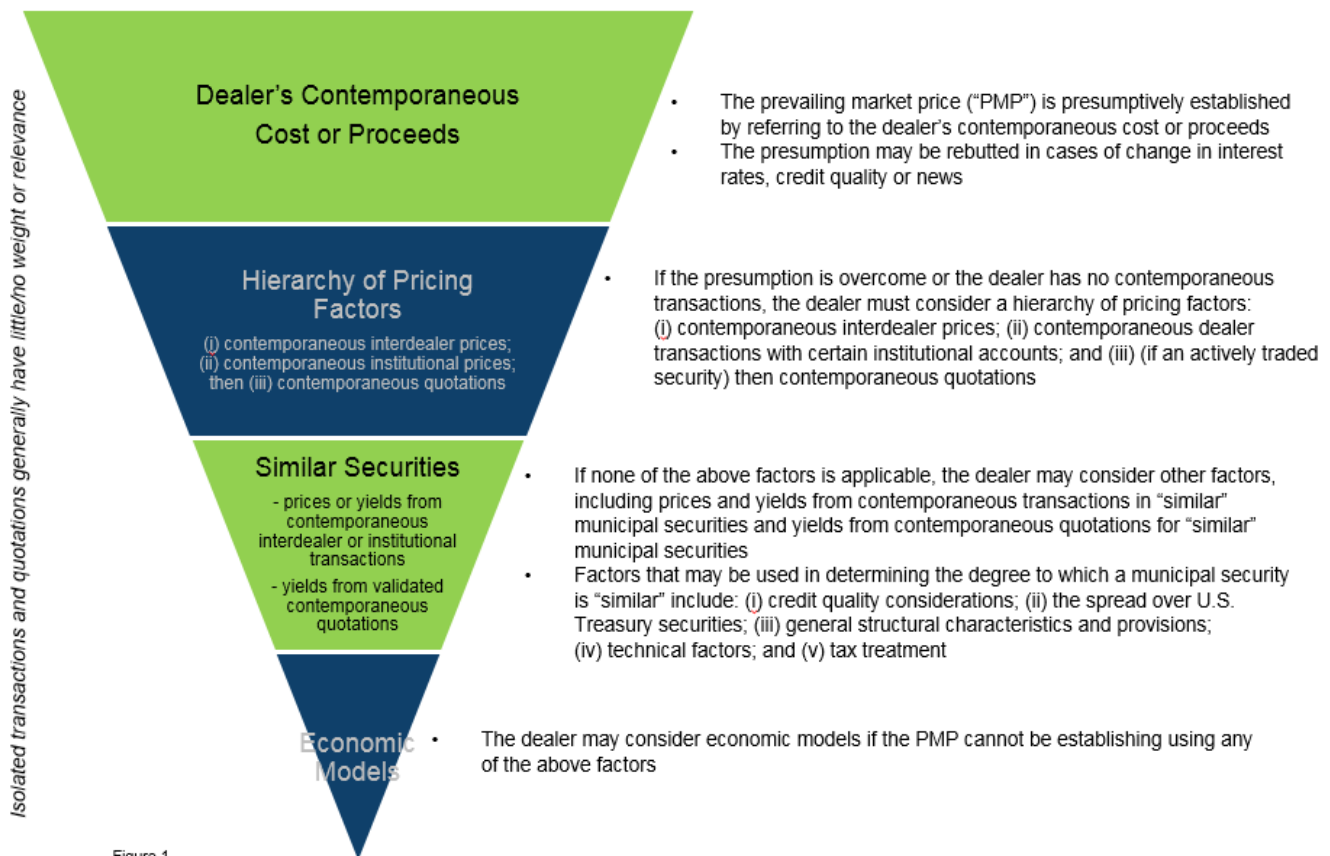 Isolated transactions and quotations generally have little/no weight or relevance
Dealer's Contemporaneous
Cost or Proceeds
• The prevailing market price ("PMP") is presumptively established
by referring to the dealer's contemporaneous cost or proceeds
• The presumption may be rebutted in cases of change in interest
rates, credit quality or news
Hierarchy of Pricing
Factors
(i) contemporaneous interdealer prices;
(ii) contemporaneous institutional prices;
then (iii) contemporaneous quotations
• If the presumption is overcome or the dealer has no contemporaneous
transactions, the dealer must consider a hierarchy of pricing factors:
(i) contemporaneous interdealer prices; (ii) contemporaneous dealer
transactions with certain institutional accounts; and (iii) (if an actively traded
security) then contemporaneous quotations
Similar Securities
- prices or yields from
contemporaneous
interdealer or institutional
transactions
- yields from validated
contemporaneous
quotations
• If none of the above factors is applicable, the dealer may consider other factors,
including prices and yields from contemporaneous transactions in "similar"
municipal securities and yields from contemporaneous quotations for "similar"
municipal securities
• Factors that may be used in determining the degree to which a municipal security
is "similar" include: (i) credit quality considerations; (ii) the spread over U.S.
Treasury securities; (iii) general structural characteristics and provisions;
(iv) technical factors; and (v) tax treatment
Economic
Models
• The dealer may consider economic models if the PMP cannot be establishing using any
of the above factors
Figure 1